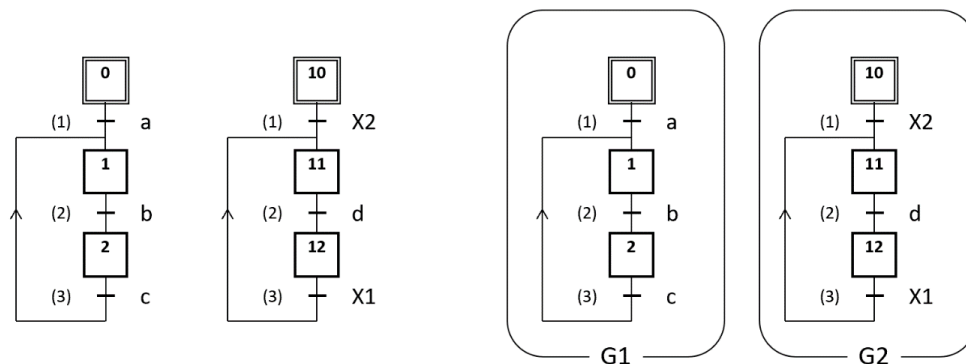 0 10 0 10
(1) a (1) X2 (1) a (1) X2
1 11 1 11
(2) b (2) d (2) b (2) d
2 12 2 12
(3) c (3) X1 (3) c (3) X1
G1 G2